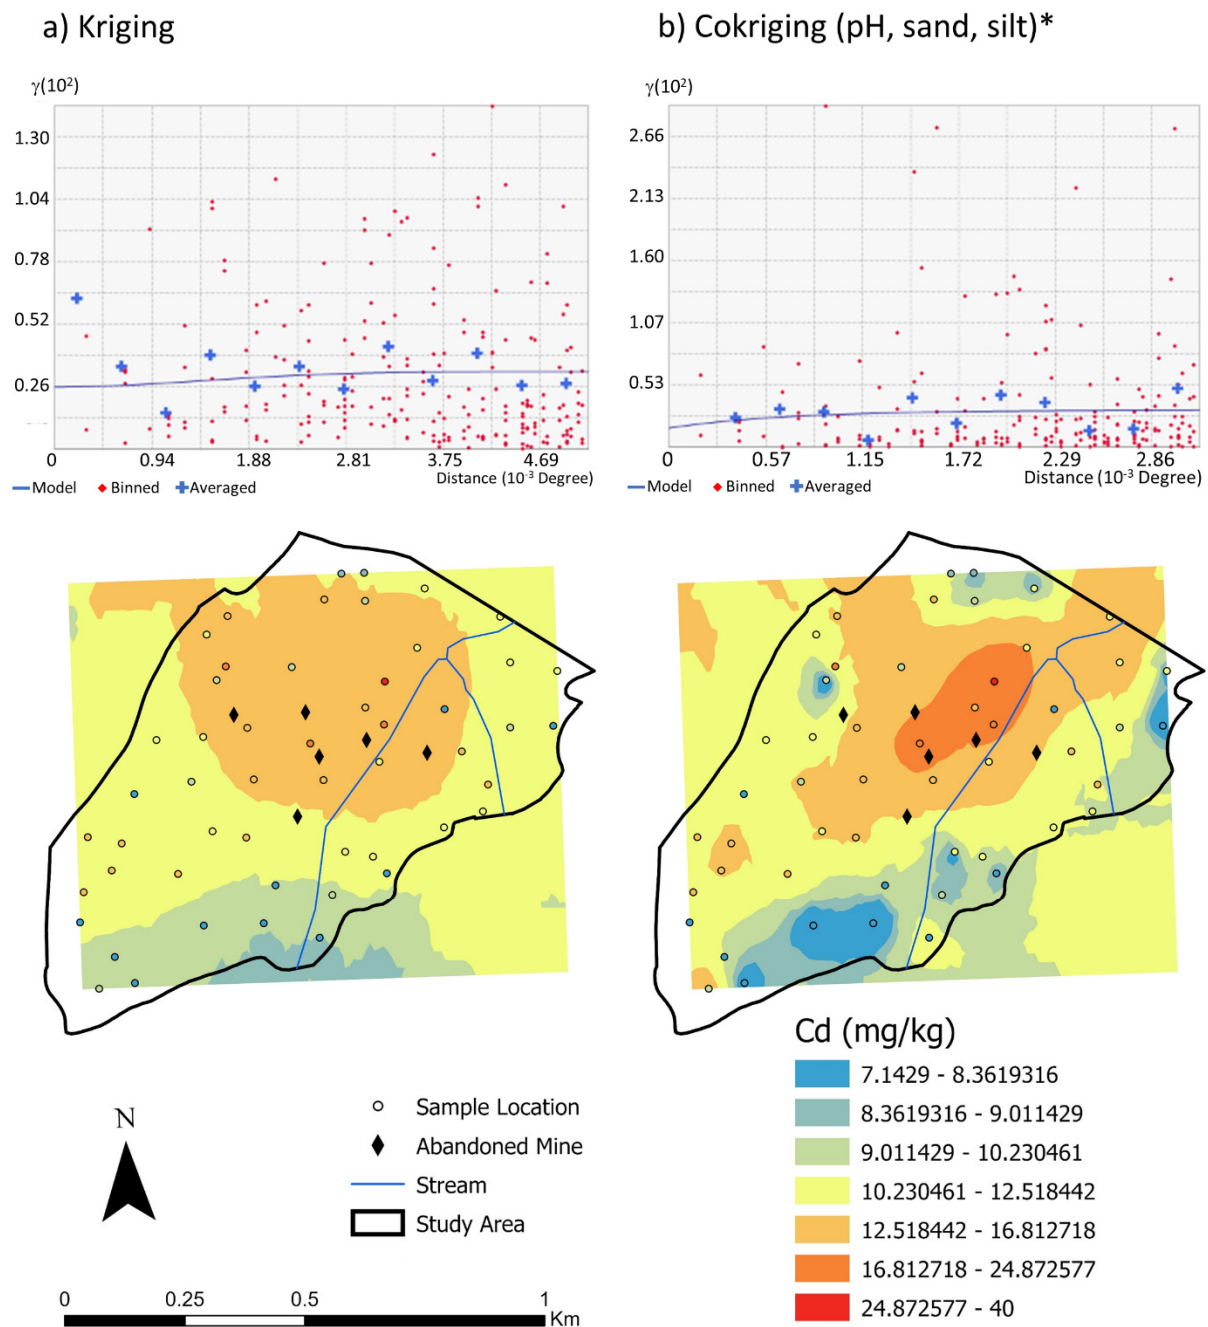 a) Kriging
b) Cokriging (pH, sand, silt)*
γ(10²)
1.30
1.04
0.78
0.52
0.26
0
0.94
1.88
2.81
3.75
4.69
Distance (10⁻³ Degree)
Model Binned Averaged
γ(10²)
2.66
2.13
1.60
1.07
0.53
0
0.57
1.15
1.72
2.29
2.86
Distance (10⁻³ Degree)
Model Binned Averaged
N
Sample Location
Abandoned Mine
Stream
Study Area
0 0.25 0.5 1
Km
Cd (mg/kg)
7.1429 - 8.3619316
8.3619316 - 9.011429
9.011429 - 10.230461
10.230461 - 12.518442
12.518442 - 16.812718
16.812718 - 24.872577
24.872577 - 40